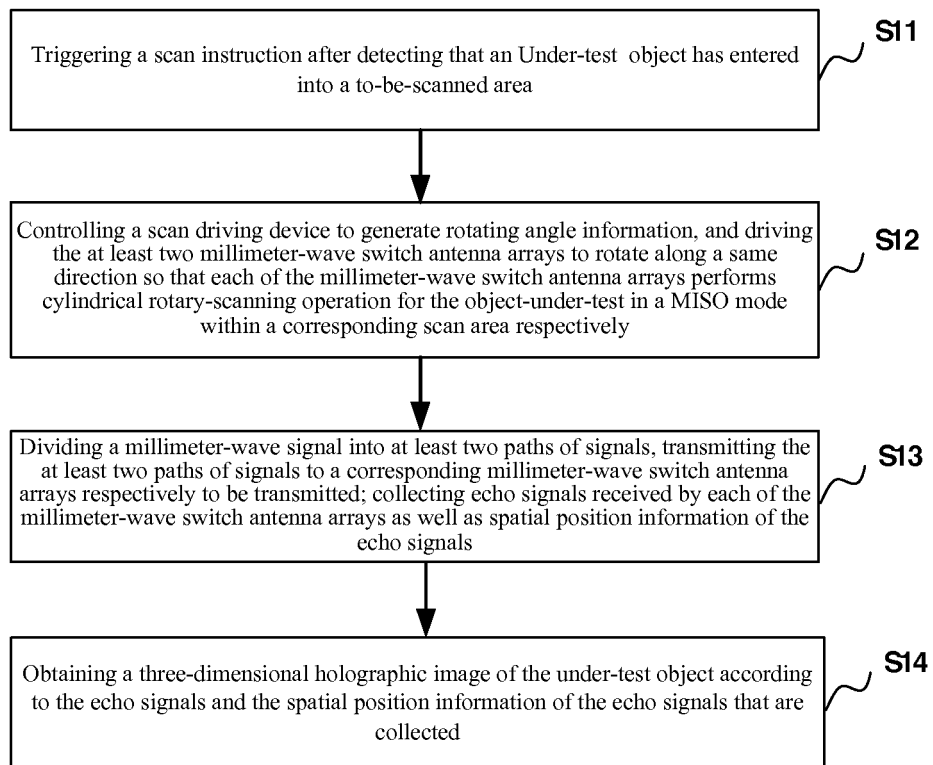 S11
Triggering a scan instruction after detecting that an Under-test object has entered
into a to-be-scanned area
S12
Controlling a scan driving device to generate rotating angle information, and driving
the at least two millimeter-wave switch antenna arrays to rotate along a same
direction so that each of the millimeter-wave switch antenna arrays performs
cylindrical rotary-scanning operation for the object-under-test in a MISO mode
within a corresponding scan area respectively
S13
Dividing a millimeter-wave signal into at least two paths of signals, transmitting the
at least two paths of signals to a corresponding millimeter-wave switch antenna
arrays respectively to be transmitted; collecting echo signals received by each of the
millimeter-wave switch antenna arrays as well as spatial position information of the
echo signals
S14
Obtaining a three-dimensional holographic image of the under-test object according
to the echo signals and the spatial position information of the echo signals that are
collected